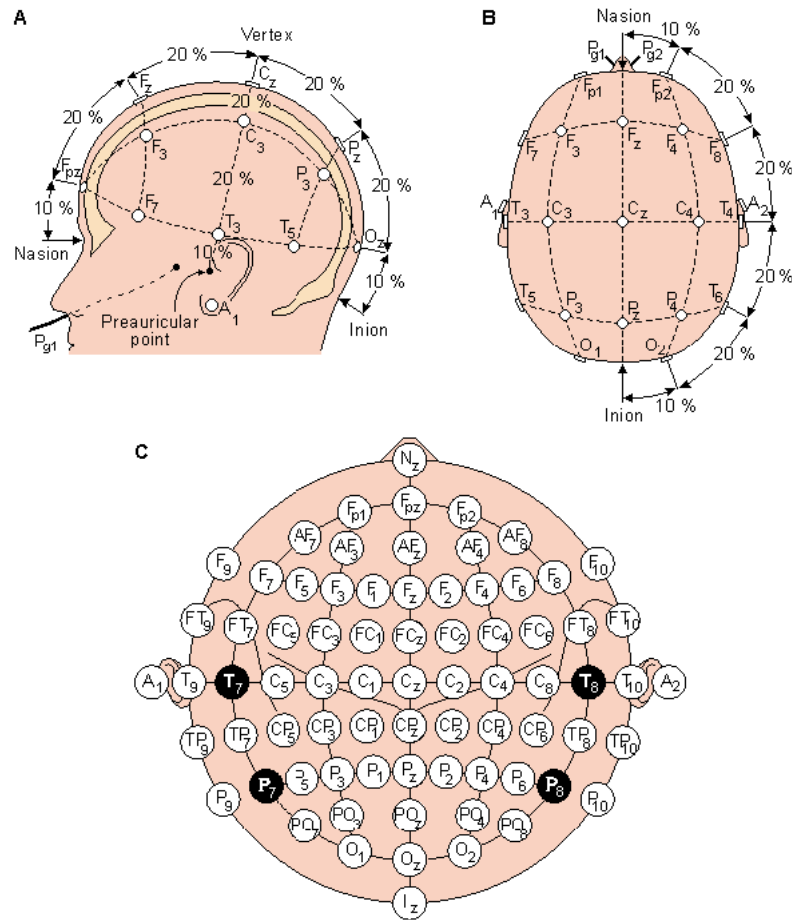 A
Vertex
20 %
20 %
Fz
Cz
20 %
20 %
F3
C3
Pz
Fpz
P3
20 %
20 %
10 %
F7
T3
T5
Oz
10 %
10 %
Nasion
A1
Preauricular
point
Inion
Pg1
B
Nasion
10 %
Pg1
Pg2
Fp1
Fp2
20 %
F7
F3
Fz
F4
F8
20 %
A1
T3
C3
Cz
C4
T4
A2
20 %
T5
P3
Pz
P4
T6
O1
O2
20 %
10 %
Inion
C
Nz
Fp1
Fpz
Fp2
AF7
AF3
AFz
AF4
AF8
F9
F7
F5
F3
F1
Fz
F2
F4
F6
F8
F10
FT9
FT7
FC5
FC3
FC1
FCz
FC2
FC4
FC6
FT8
FT10
A1
T9
T7
C5
C3
C1
Cz
C2
C4
C8
T8
T10
A2
TP9
TP7
CP5
CP3
CP1
CPz
CP2
CP4
CP6
TP8
TP10
P9
P7
P5
P3
P1
Pz
P2
P4
P6
P8
P10
PO7
PO3
POz
PO4
PO8
O1
Oz
O2
Iz